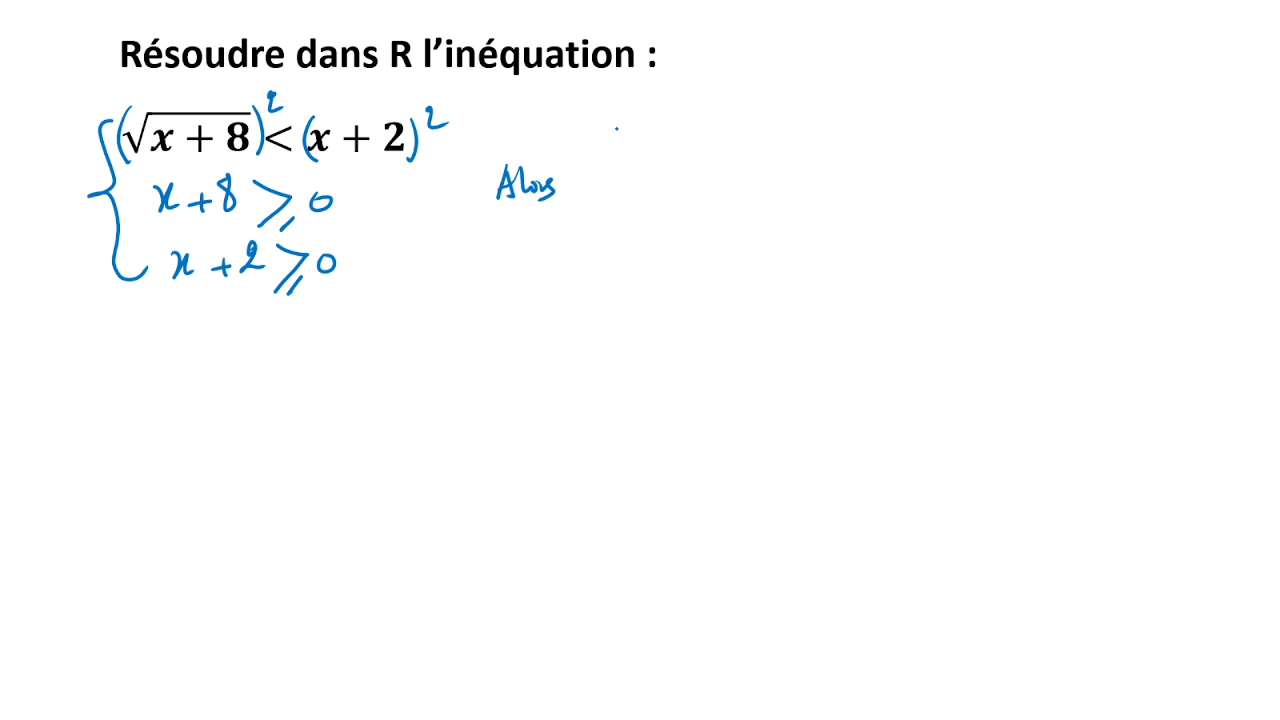 Résoudre dans R l’inéquation :
(√x + 8)² < (x + 2)²
x + 8 ⩾ 0
Alors
x + 2 ⩾ 0